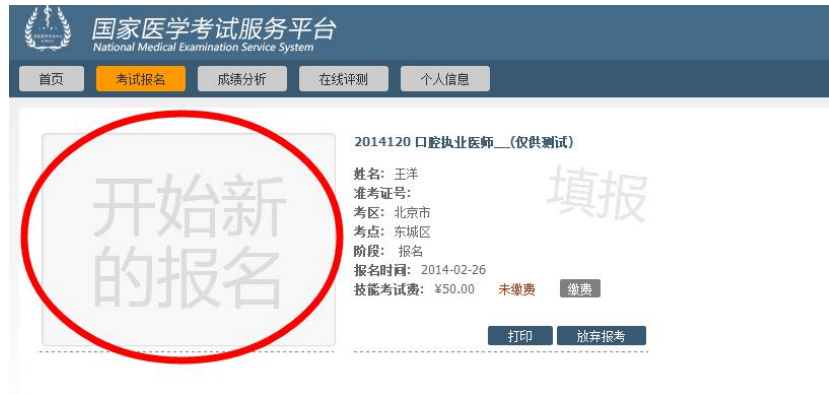 国家医学考试服务平台
National Medical Examination Service System
首页 考试报名 成绩分析 在线评测 个人信息
开始新
的报名
2014120 口腔执业医师__(仅供测试)
姓名: 王洋
准考证号:
考区: 北京市
考点: 东城区
阶段: 报名
报名时间: 2014-02-26
技能考试费: ¥50.00 未缴费 缴费
填报
打印 放弃报考